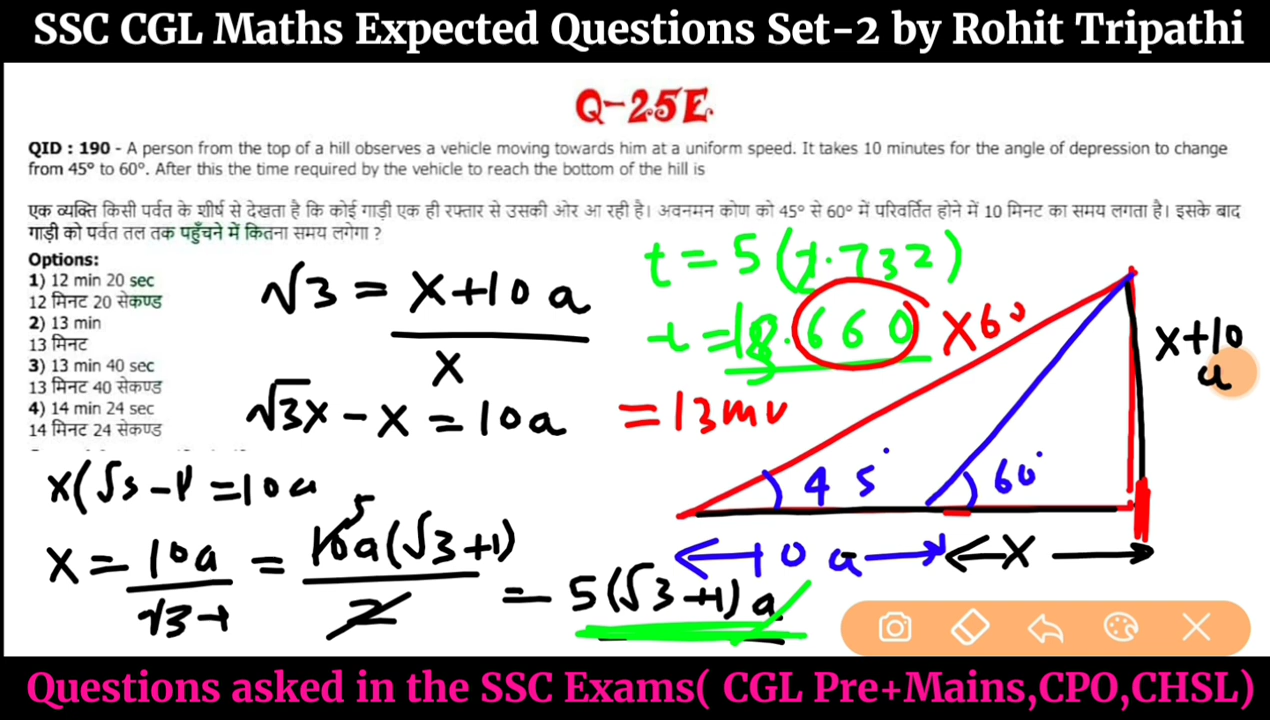 SSC CGL Maths Expected Questions Set-2 by Rohit Tripathi
Q-25E.
QID : 190 - A person from the top of a hill observes a vehicle moving towards him at a uniform speed. It takes 10 minutes for the angle of depression to change
from 45° to 60°. After this the time required by the vehicle to reach the bottom of the hill is
एक व्यक्ति किसी पर्वत के शीर्ष से देखता है कि कोई गाड़ी एक ही रफ्तार से उसकी ओर आ रही है। अवनमन कोण को 45° से 60° में परिवर्तित होने में 10 मिनट का समय लगता है। इसके बाद
गाड़ी को पर्वत तल तक पहुँचने में कितना समय लगेगा ?
Options:
1) 12 min 20 sec
12 मिनट 20 सेकण्ड
2) 13 min
13 मिनट
3) 13 min 40 sec
13 मिनट 40 सेकण्ड
4) 14 min 24 sec
14 मिनट 24 सेकण्ड
√3 = x+10a
x
√3x - x = 10a
x(√3 - 1) = 10a
x = 10a = 10a(√3+1) = 5(√3+1)a
√3-1 2
5
t = 5(2.732)
t = 13.660 x60
= 13 min
x+10
a
45°
60°
10a
x
Questions asked in the SSC Exams( CGL Pre+Mains,CPO,CHSL)